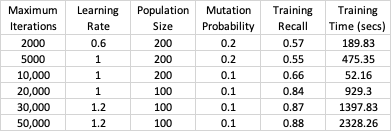 Maximum Iterations Learning Rate Population Size Mutation Probability Training Recall Training Time (secs)
2000 0.6 200 0.2 0.57 189.83
5000 1 200 0.2 0.55 475.35
10,000 1 200 0.1 0.66 52.16
20,000 1 100 0.1 0.84 929.3
30,000 1.2 100 0.1 0.87 1397.83
50,000 1.2 100 0.1 0.88 2328.26